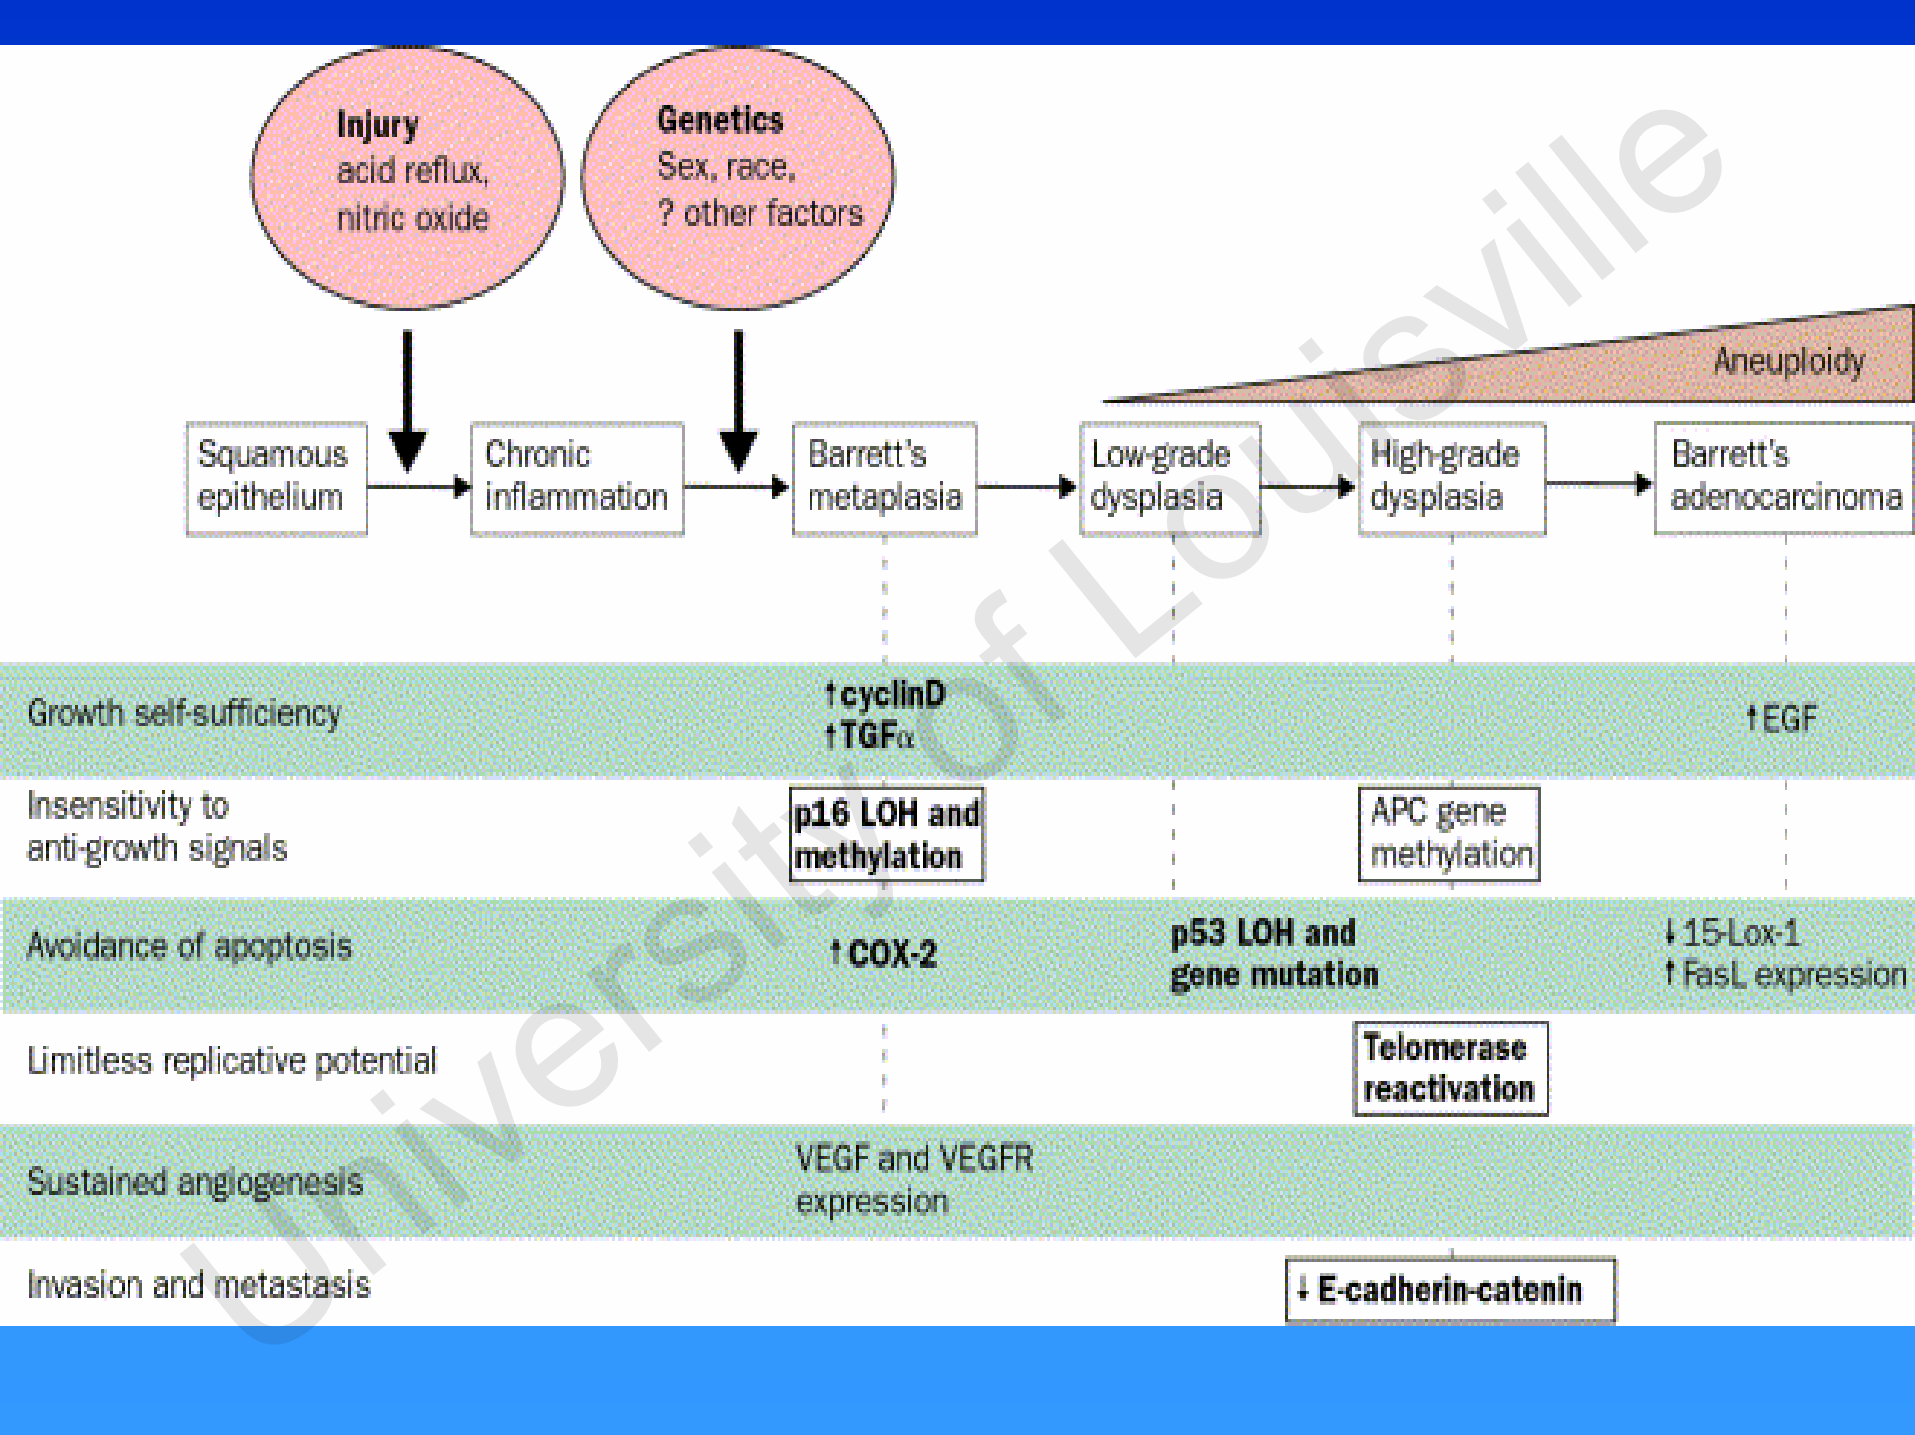 Injury
acid reflux,
nitric oxide
Genetics
Sex, race,
? other factors
Aneuploidy
Squamous
epithelium
Chronic
inflammation
Barrett's
metaplasia
Low-grade
dysplasia
High-grade
dysplasia
Barrett's
adenocarcinoma
Growth self-sufficiency
↑cyclinD
↑TGFα
↑EGF
Insensitivity to
anti-growth signals
p16 LOH and
methylation
APC gene
methylation
Avoidance of apoptosis
↑COX-2
p53 LOH and
gene mutation
↓15-Lox-1
↑FasL expression
Limitless replicative potential
Telomerase
reactivation
Sustained angiogenesis
VEGF and VEGFR
expression
Invasion and metastasis
↓E-cadherin-catenin
University of Louisville